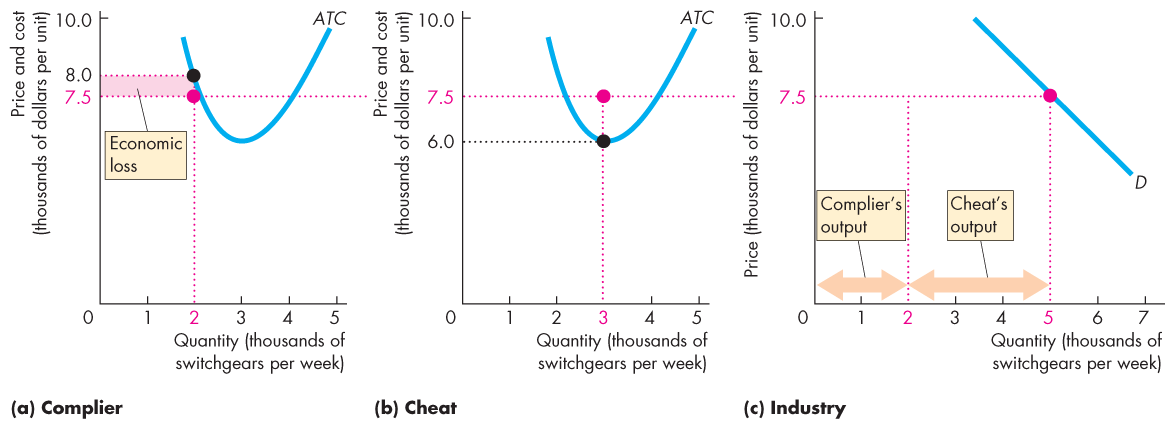 Price and cost
(thousands of dollars per unit)
10.0
8.0
7.5
ATC
Economic
loss
0 1 2 3 4 5
Quantity (thousands of
switchgears per week)
(a) Complier
Price and cost
(thousands of dollars per unit)
10.0
7.5
6.0
ATC
0 1 2 3 4 5
Quantity (thousands of
switchgears per week)
(b) Cheat
Price (thousands of dollars per unit)
10.0
7.5
D
Complier's
output
Cheat's
output
0 1 2 3 4 5 6 7
Quantity (thousands of
switchgears per week)
(c) Industry